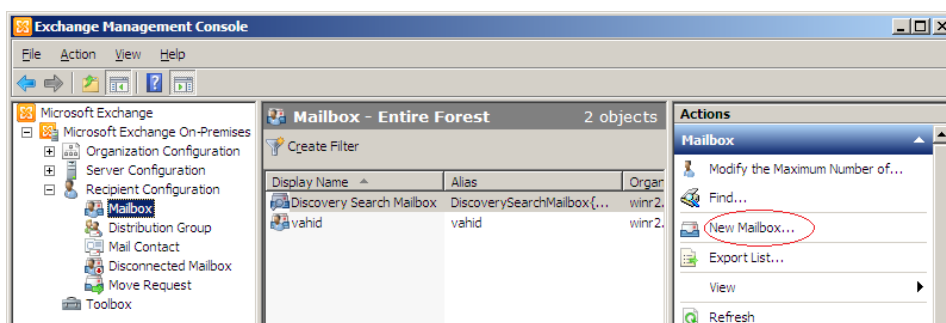 Exchange Management Console
File Action View Help
Microsoft Exchange
Microsoft Exchange On-Premises
Organization Configuration
Server Configuration
Recipient Configuration
Mailbox
Distribution Group
Mail Contact
Disconnected Mailbox
Move Request
Toolbox
Mailbox - Entire Forest 2 objects
Create Filter
Display Name Alias Organ
Discovery Search Mailbox DiscoverySearchMailbox{... winr2.
vahid vahid winr2.
Actions
Mailbox
Modify the Maximum Number of...
Find...
New Mailbox...
Export List...
View
Refresh